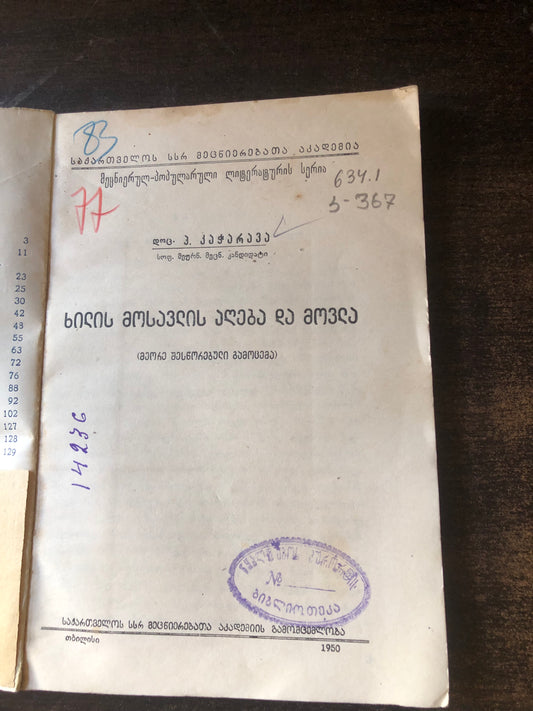 3
11
23
25
30
42
48
55
63
72
76
88
92
102
127
128
129
83
საქართველოს სსრ მეცნიერებათა აკადემია
მეცნიერულ-პოპულარული ლიტერატურის სერია
634.1
კ-367
77
დოც. პ. კაჭარავა
სოფ. მეურნ. მეცნ. კანდიდატი
ხილის მოსავლის აღება და მოვლა
(მეორე შესწორებული გამოცემა)
14236
№
ბიბლიოთეკა
საქართველოს სსრ მეცნიერებათა აკადემიის გამომცემლობა
თბილისი 1950